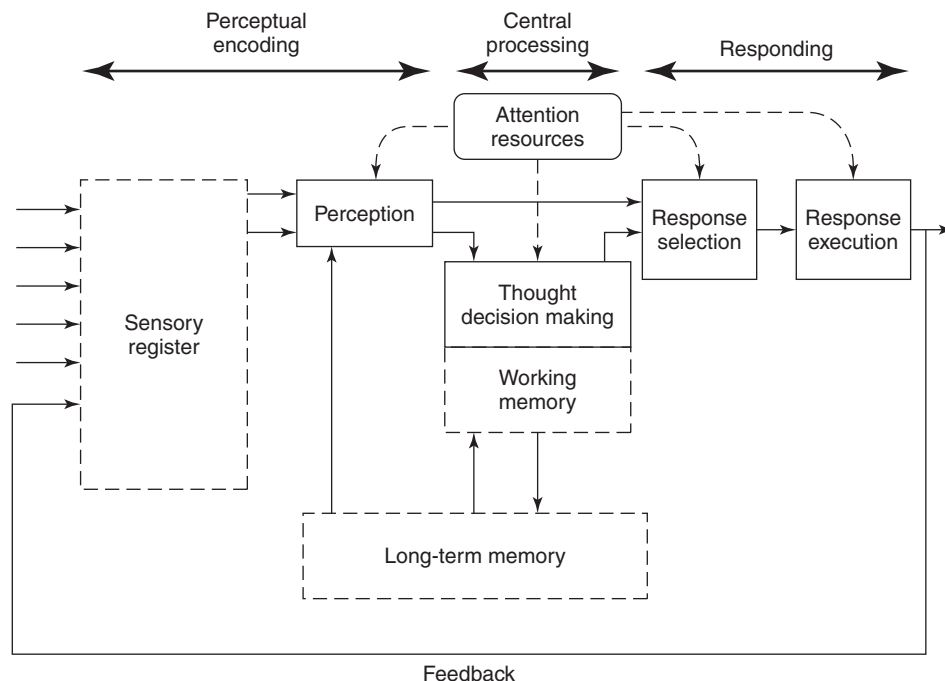 Perceptual
encoding
Central
processing
Responding
Attention
resources
Sensory
register
Perception
Response
selection
Response
execution
Thought
decision making
Working
memory
Long-term memory
Feedback